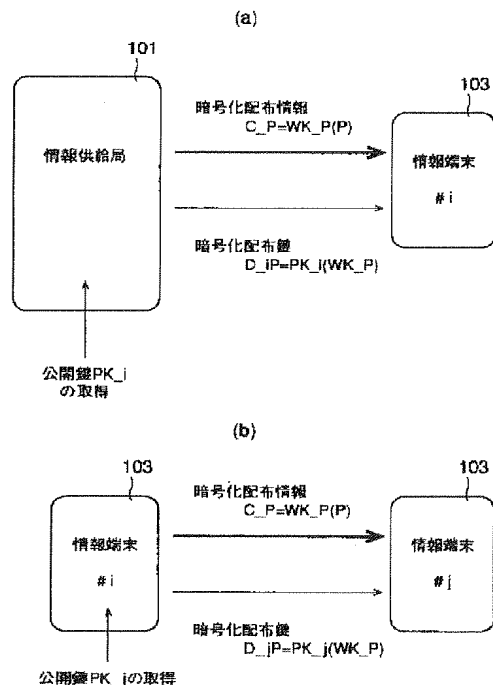 (a)
101
情報供給局
暗号化配布情報
C_P=WK_P(P)
103
情報端末
#i
暗号化配布鍵
D_iP=PK_i(WK_P)
公開鍵PK_i
の取得
(b)
103
情報端末
#i
暗号化配布情報
C_P=WK_P(P)
103
情報端末
#j
暗号化配布鍵
D_jP=PK_j(WK_P)
公開鍵PK_jの取得